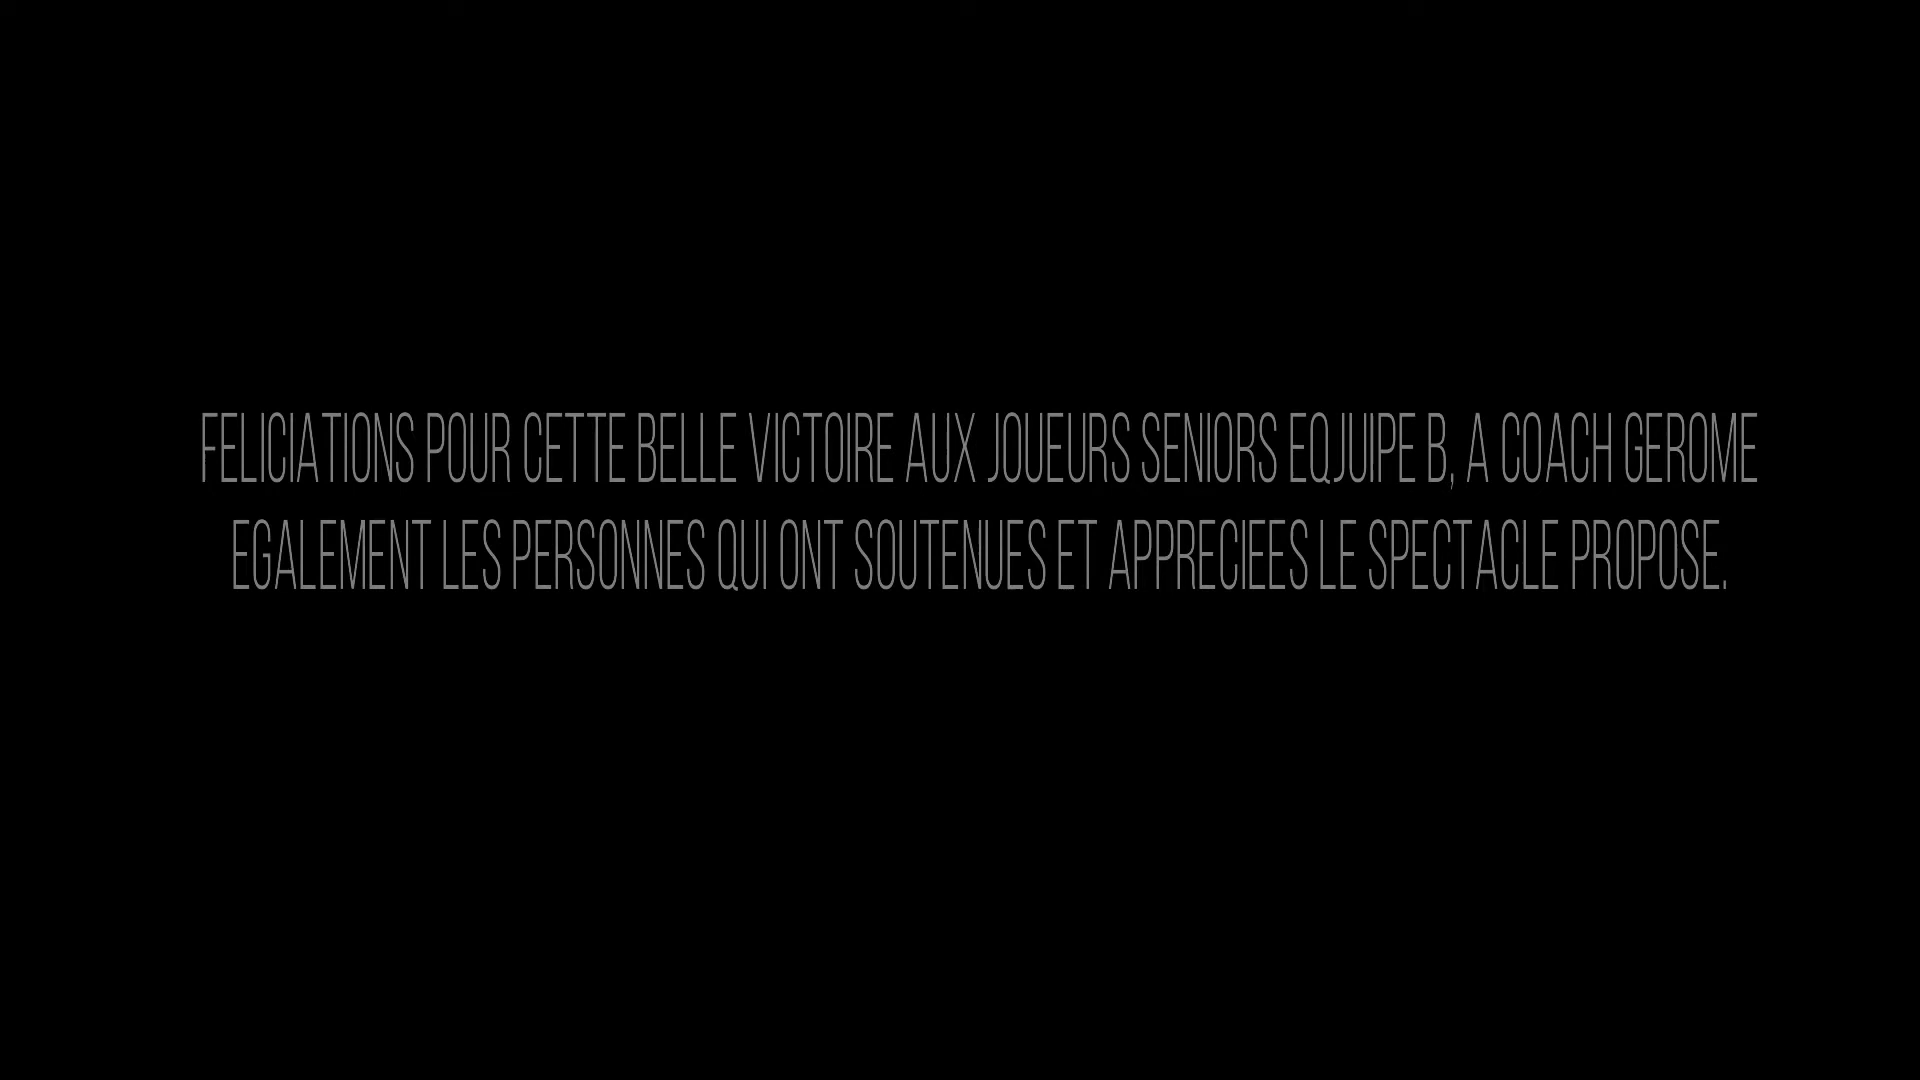 FELICIATIONS POUR CETTE BELLE VICTOIRE AUX JOUEURS SENIORS EQJUIPE B, A COACH GEROME
EGALEMENT LES PERSONNES QUI ONT SOUTENUES ET APPRECIEES LE SPECTACLE PROPOSE.